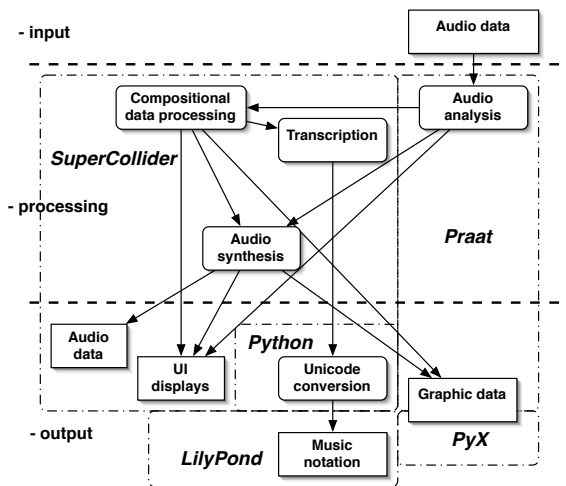 - input
Audio data
Compositional
data processing
Audio
analysis
Transcription
SuperCollider
- processing
Praat
Audio
synthesis
Audio
data
UI
displays
Python
Unicode
conversion
Graphic data
- output
LilyPond
Music
notation
PyX